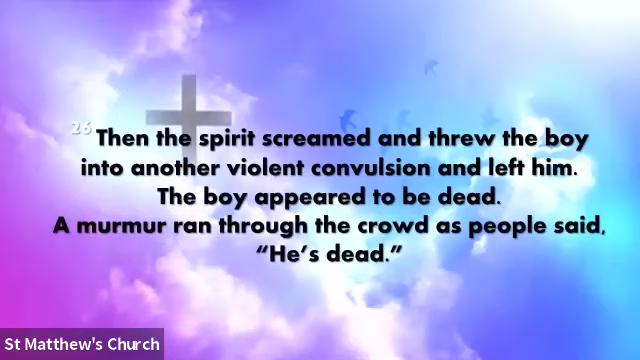 26 Then the spirit screamed and threw the boy
into another violent convulsion and left him.
The boy appeared to be dead.
A murmur ran through the crowd as people said,
“He’s dead.”
St Matthew's Church